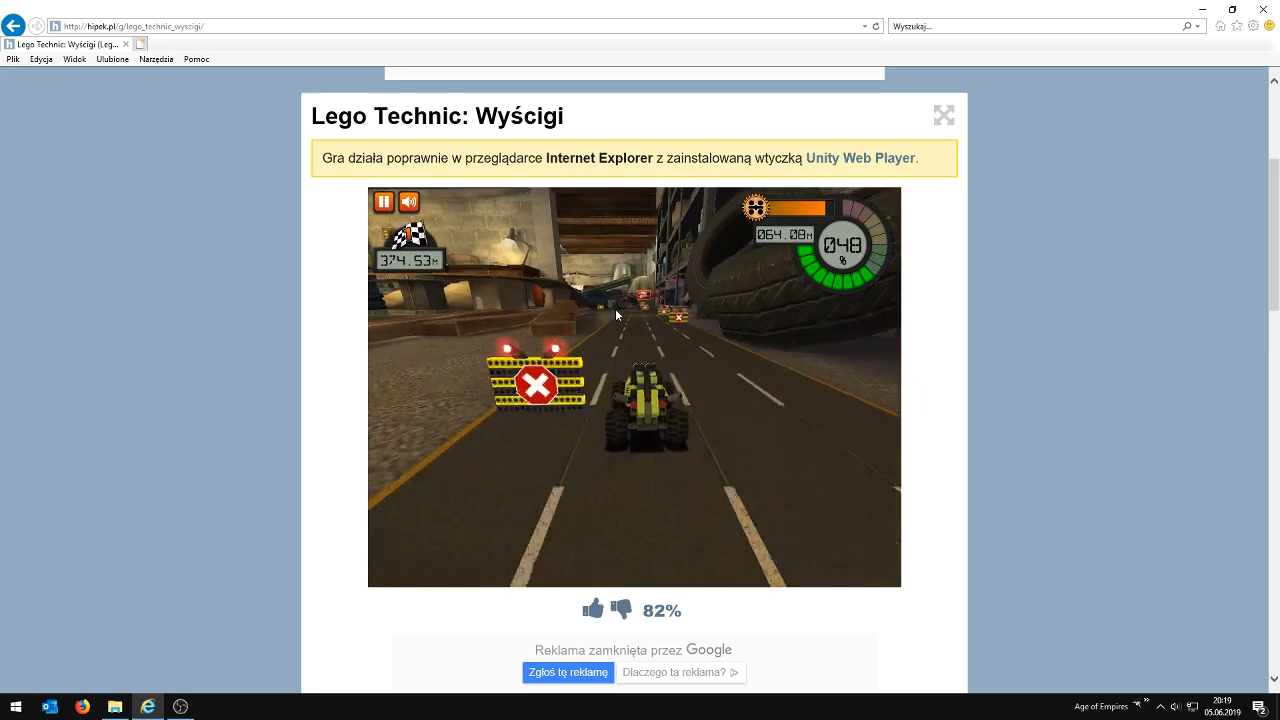 http://hipek.pl/g/lego_technic_wyscigi/
Wyszukaj...
Lego Technic: Wyścigi (Leg...
Plik Edycja Widok Ulubione Narzędzia Pomoc
Lego Technic: Wyścigi
Gra działa poprawnie w przeglądarce Internet Explorer z zainstalowaną wtyczką Unity Web Player.
1
374.53M
064.08M
048
%
82%
Reklama zamknięta przez Google
Zgłoś tę reklamę
Dlaczego ta reklama?
Age of Empires
20:19
05.06.2019
2